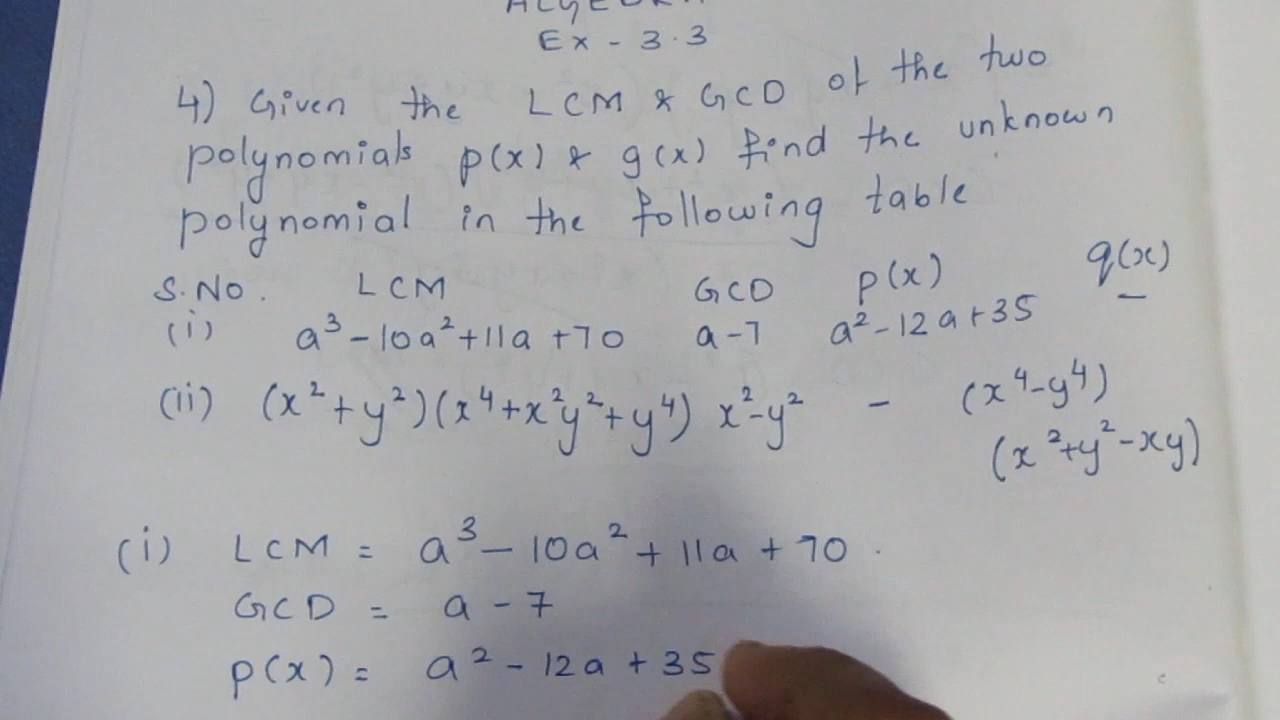 Ex - 3.3
4) Given the LCM & GCD of the two
polynomials p(x) & g(x) find the unknown
polynomial in the following table
S.No. LCM GCD p(x) q(x)
(i) a³-10a²+11a+70 a-7 a²-12a+35 -
(ii) (x²+y²)(x⁴+x²y²+y⁴) x²-y² - (x⁴-y⁴)
(x²+y²-xy)
(i) LCM = a³-10a²+11a+70.
GCD = a-7
p(x) = a²-12a+35